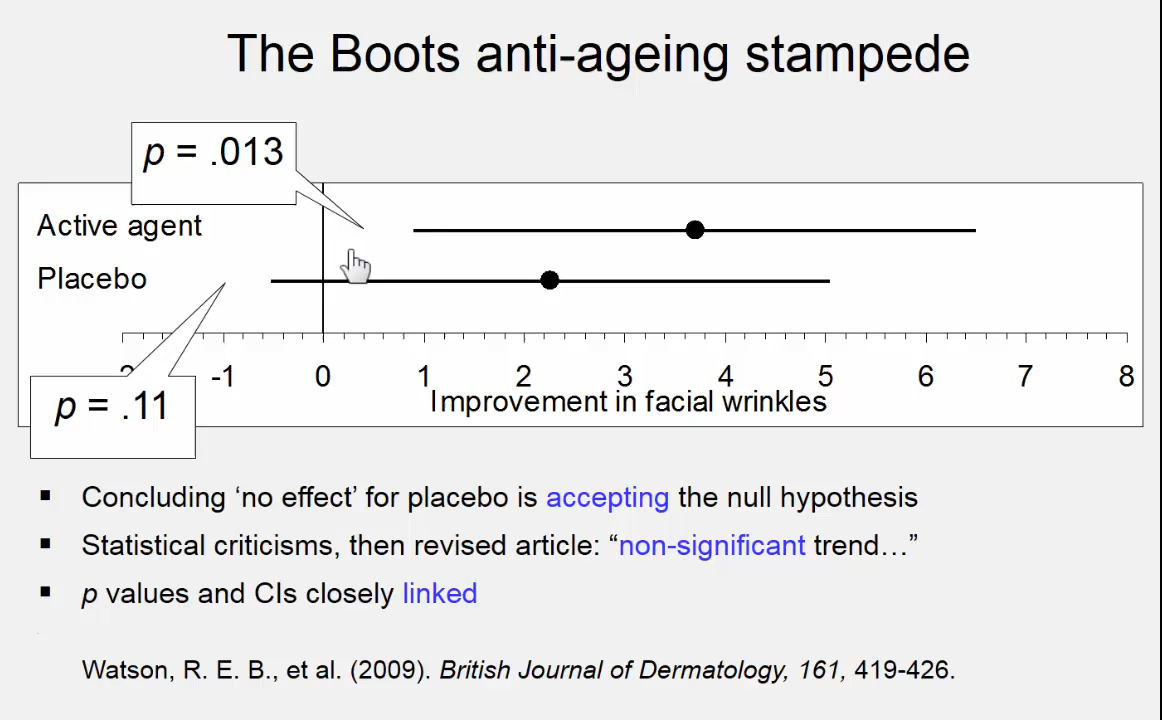 The Boots anti-ageing stampede
p = .013
Active agent
Placebo
-1 0 1 2 3 4 5 6 7 8
Improvement in facial wrinkles
p = .11
▪ Concluding ‘no effect’ for placebo is accepting the null hypothesis
▪ Statistical criticisms, then revised article: “non-significant trend…”
▪ p values and CIs closely linked
Watson, R. E. B., et al. (2009). British Journal of Dermatology, 161, 419-426.